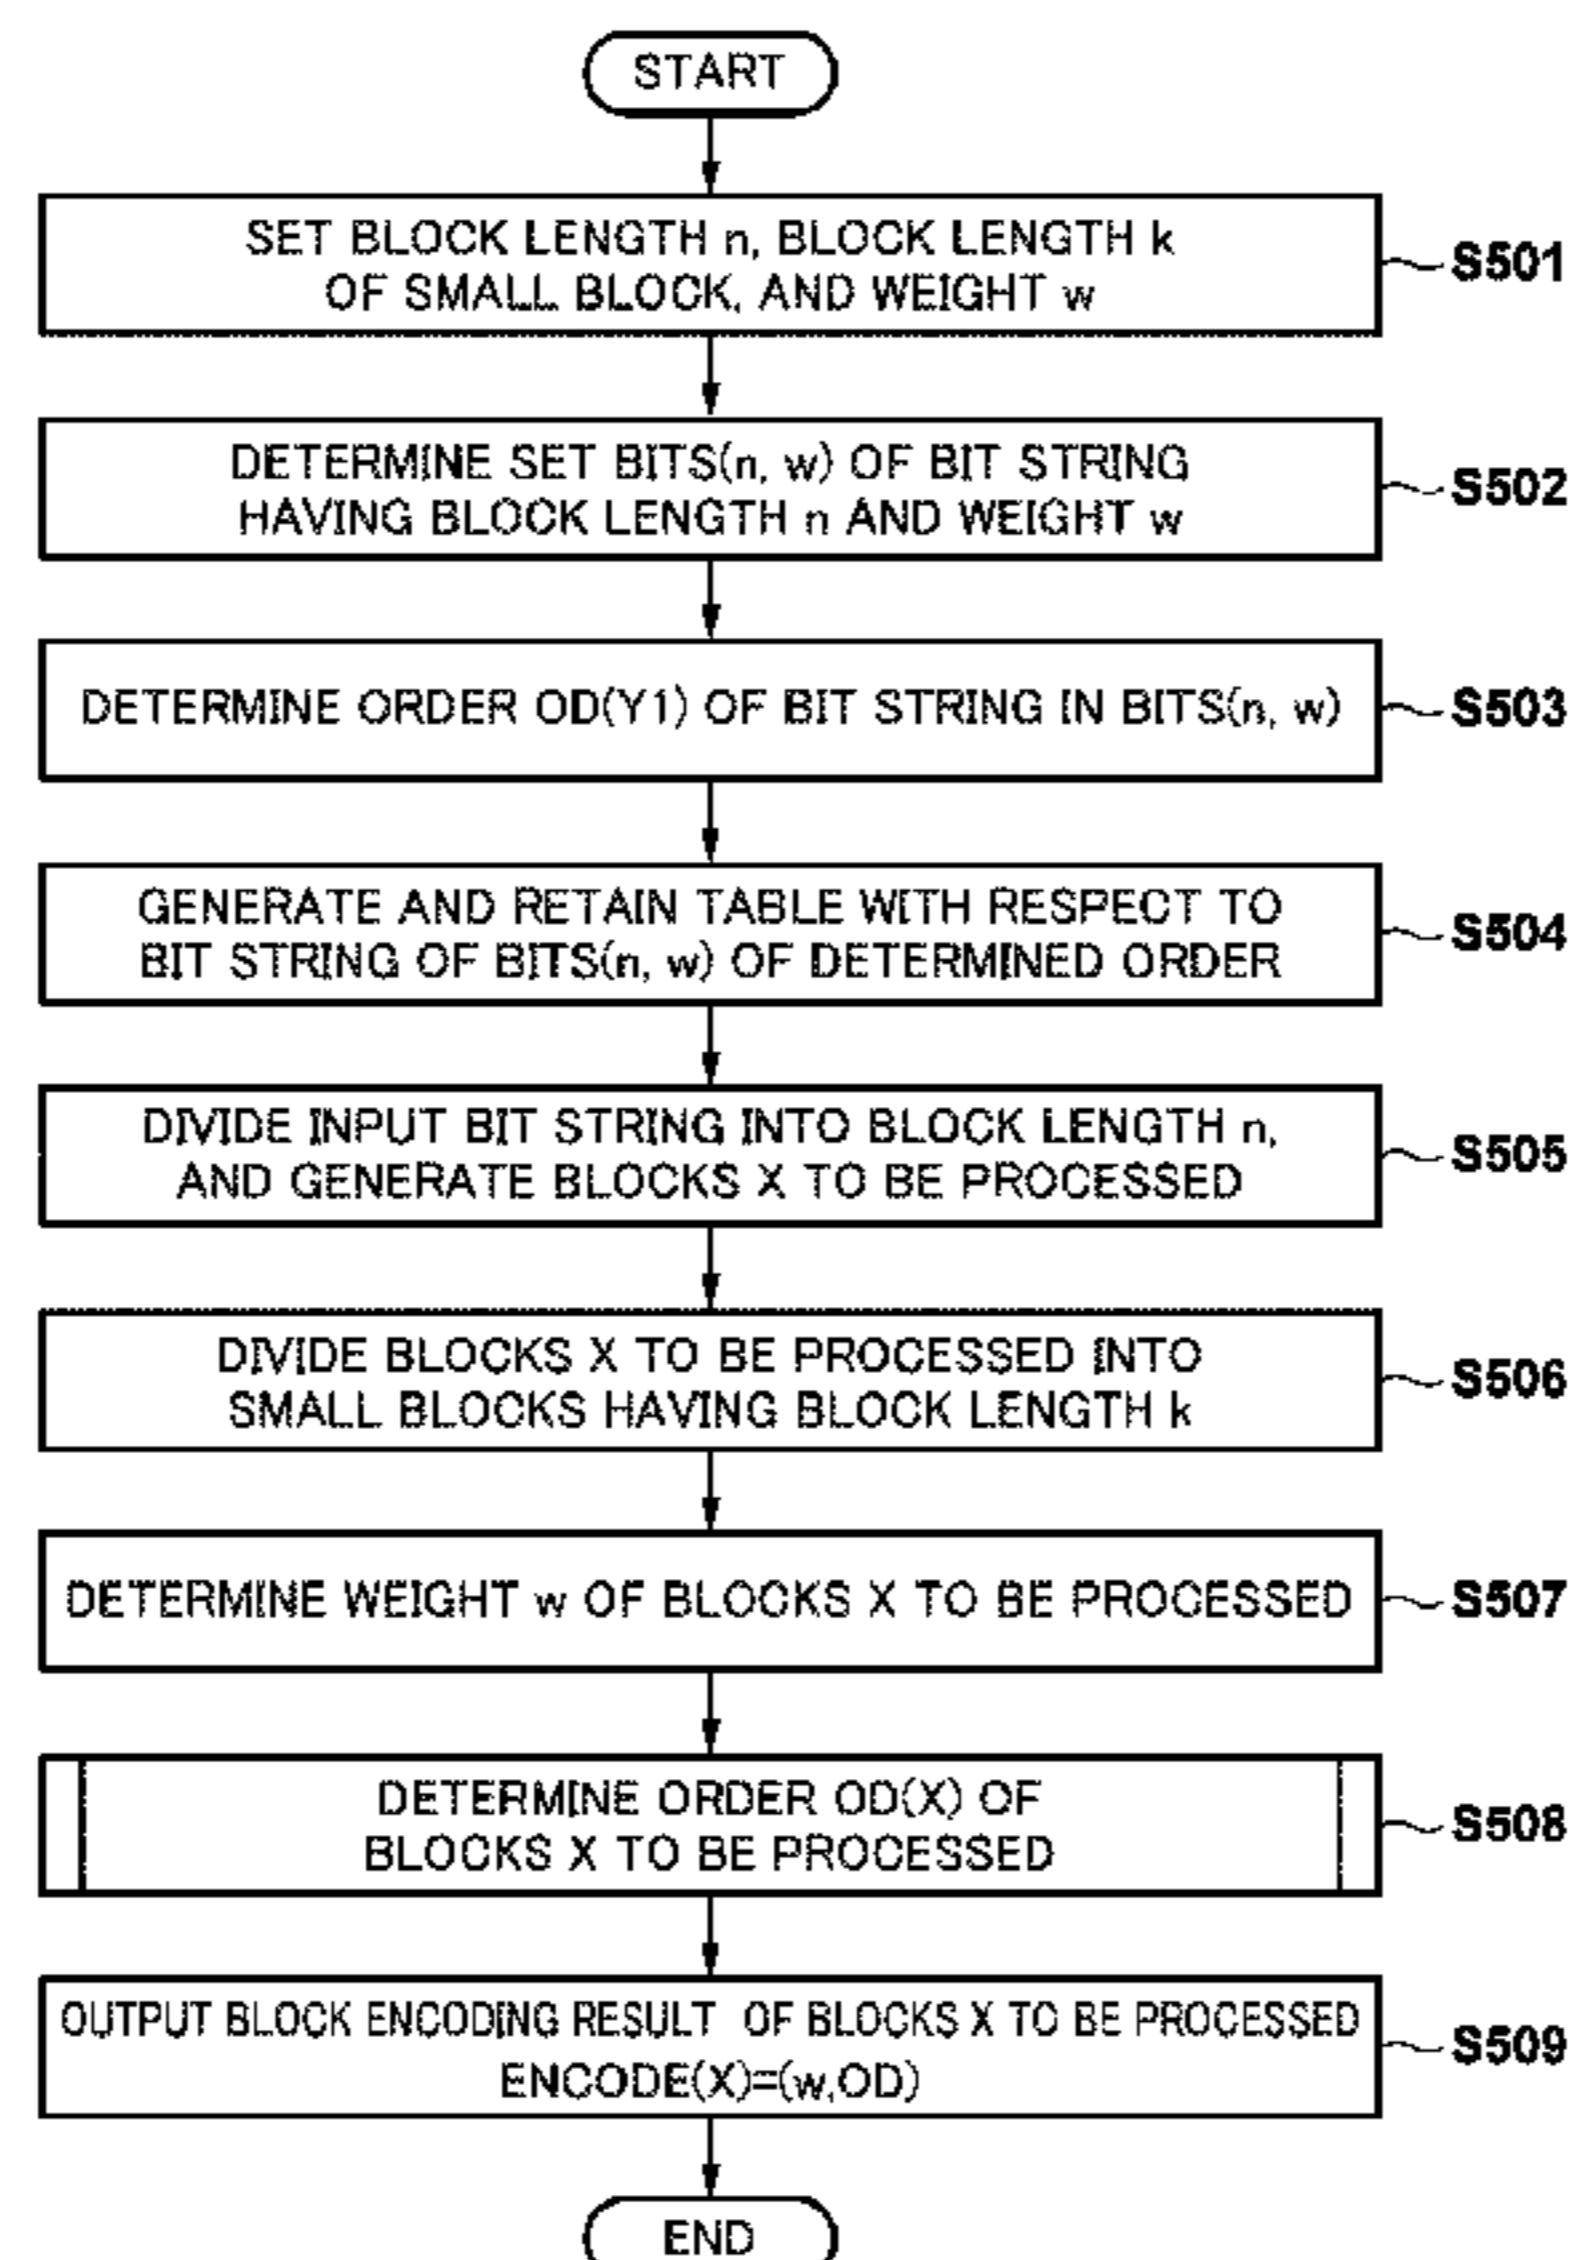 START
SET BLOCK LENGTH n, BLOCK LENGTH k
OF SMALL BLOCK, AND WEIGHT w
S501
DETERMINE SET BITS(n, w) OF BIT STRING
HAVING BLOCK LENGTH n AND WEIGHT w
S502
DETERMINE ORDER OD(Y1) OF BIT STRING IN BITS(n, w)
S503
GENERATE AND RETAIN TABLE WITH RESPECT TO
BIT STRING OF BITS(n, w) OF DETERMINED ORDER
S504
DIVIDE INPUT BIT STRING INTO BLOCK LENGTH n,
AND GENERATE BLOCKS X TO BE PROCESSED
S505
DIVIDE BLOCKS X TO BE PROCESSED INTO
SMALL BLOCKS HAVING BLOCK LENGTH k
S506
DETERMINE WEIGHT w OF BLOCKS X TO BE PROCESSED
S507
DETERMINE ORDER OD(X) OF
BLOCKS X TO BE PROCESSED
S508
OUTPUT BLOCK ENCODING RESULT OF BLOCKS X TO BE PROCESSED
ENCODE(X)=(w,OD)
S509
END